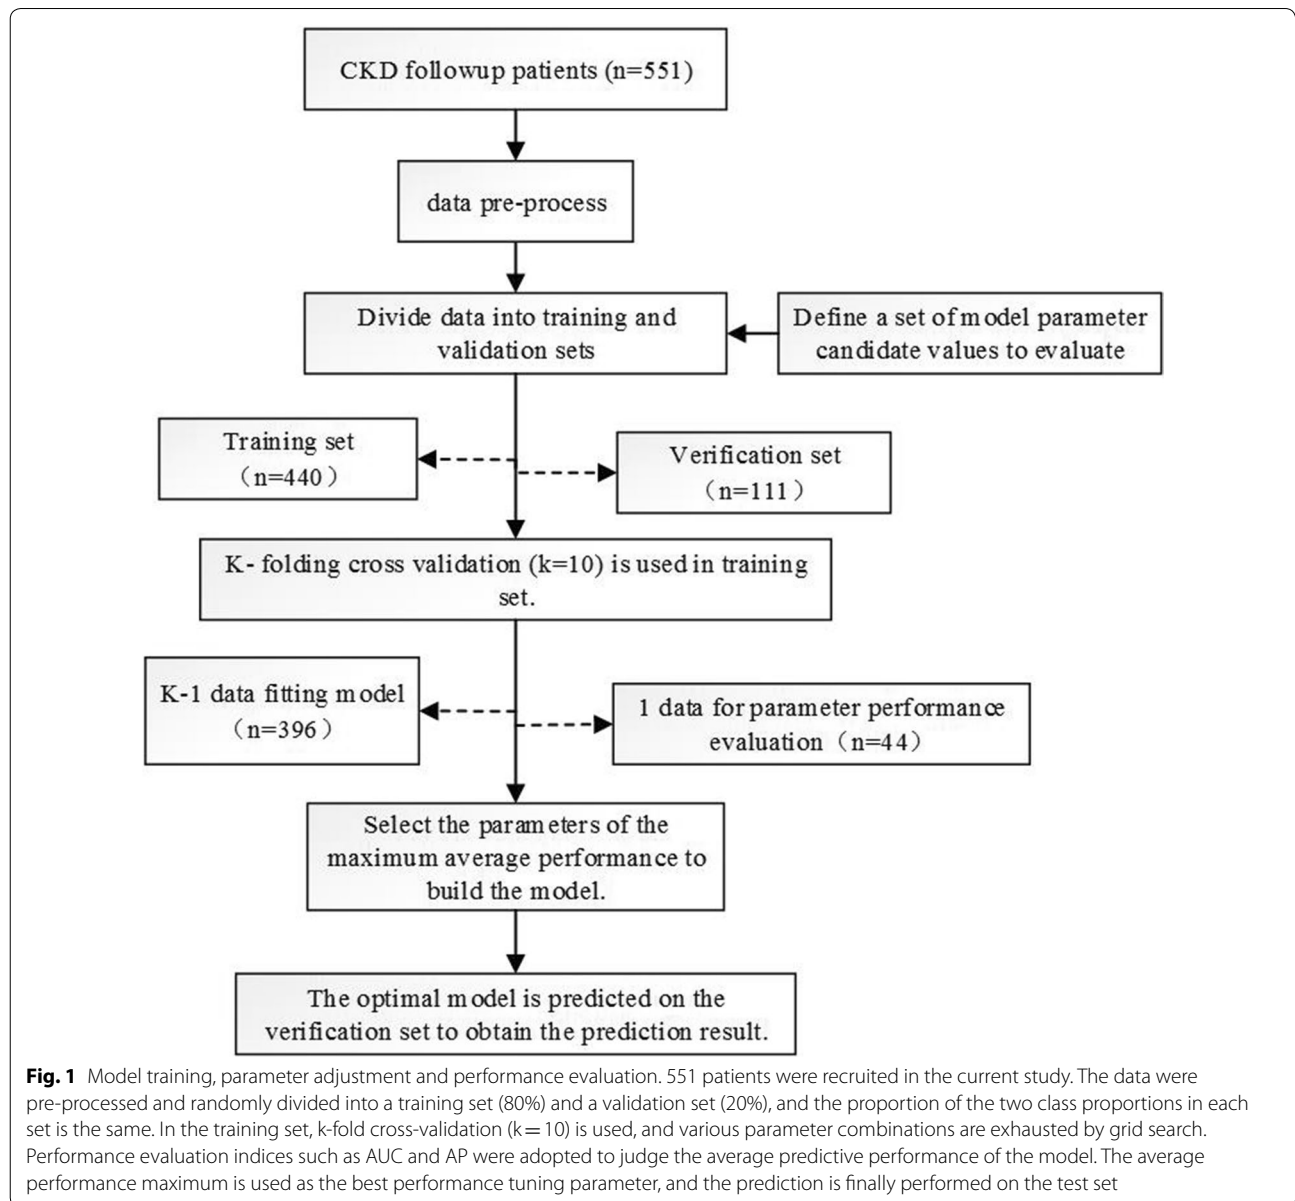 CKD followup patients (n=551)
data pre-process
Divide data into training and
validation sets
Define a set of model parameter
candidate values to evaluate
Training set
（n=440）
Verification set
（n=111）
K- folding cross validation (k=10) is used in training
set.
K-1 data fitting model
（n=396）
1 data for parameter performance
evaluation（n=44）
Select the parameters of the
maximum average performance to
build the model.
The optimal model is predicted on the
verification set to obtain the prediction result.
Fig. 1 Model training, parameter adjustment and performance evaluation. 551 patients were recruited in the current study. The data were
pre-processed and randomly divided into a training set (80%) and a validation set (20%), and the proportion of the two class proportions in each
set is the same. In the training set, k-fold cross-validation (k = 10) is used, and various parameter combinations are exhausted by grid search.
Performance evaluation indices such as AUC and AP were adopted to judge the average predictive performance of the model. The average
performance maximum is used as the best performance tuning parameter, and the prediction is finally performed on the test set